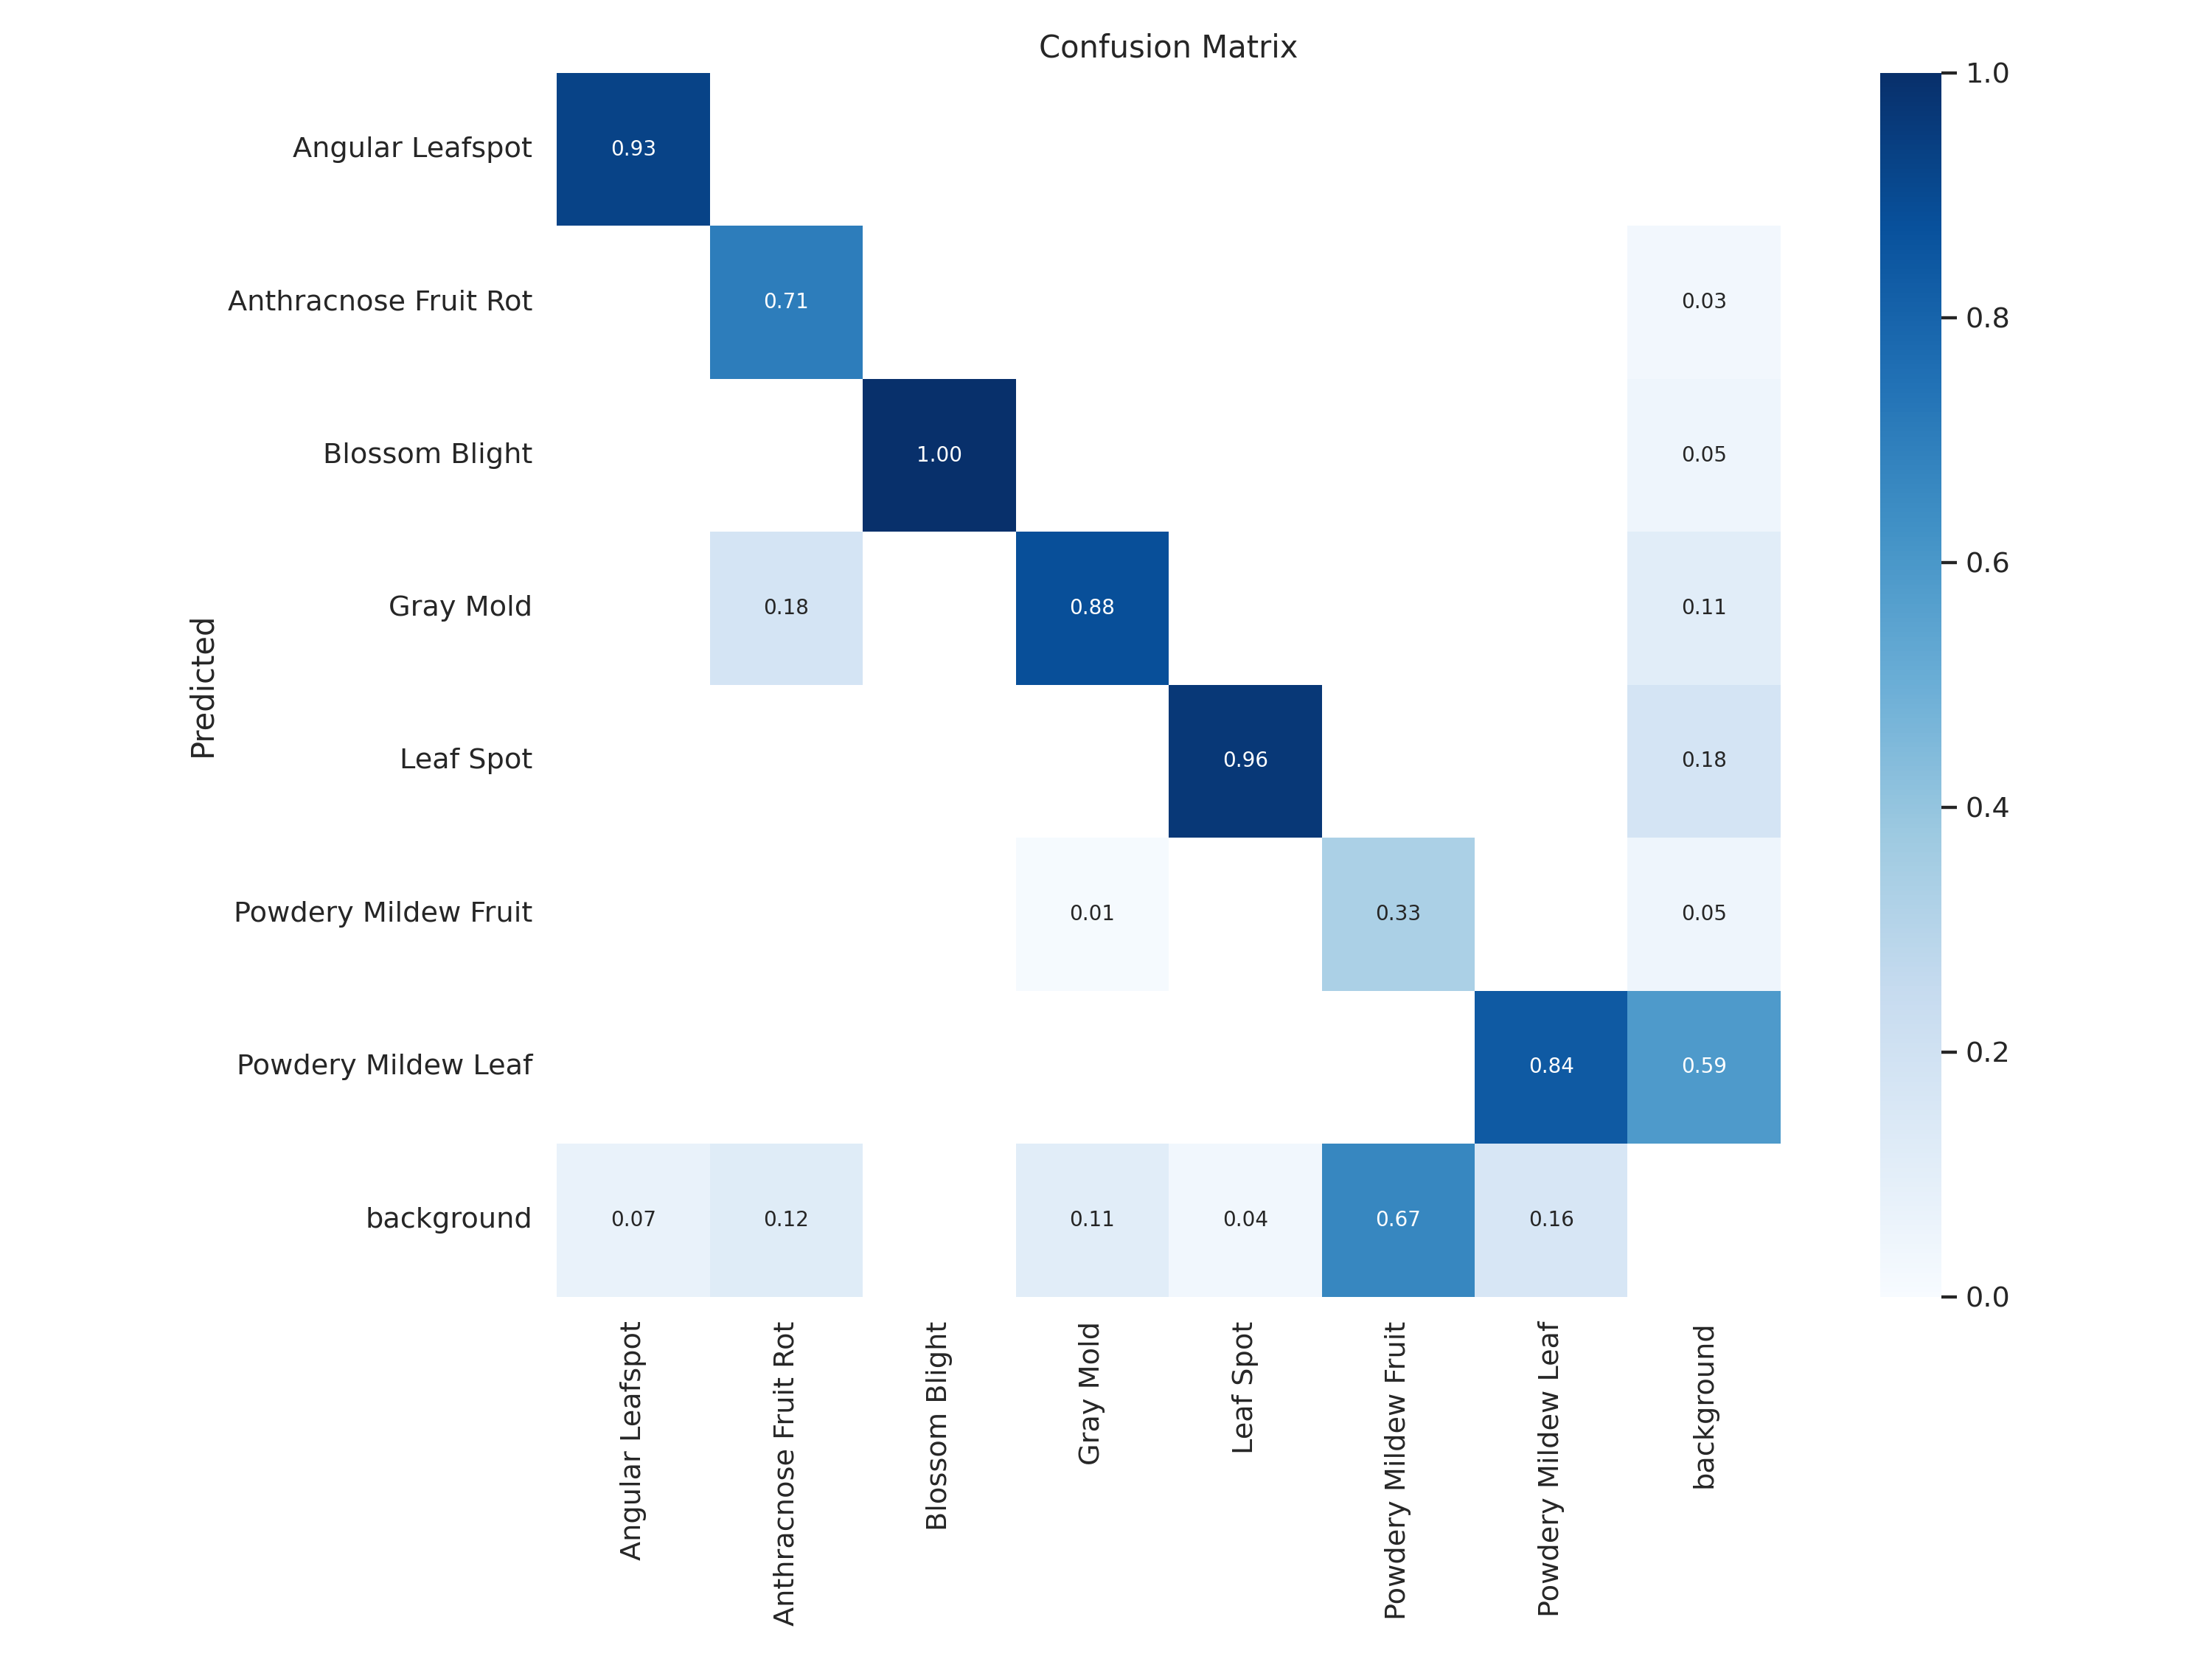 Confusion Matrix
Angular Leafspot
0.93
Anthracnose Fruit Rot
0.71
0.03
Blossom Blight
1.00
0.05
Gray Mold
0.18
0.88
0.11
Leaf Spot
0.96
0.18
Powdery Mildew Fruit
0.01
0.33
0.05
Powdery Mildew Leaf
0.84
0.59
background
0.07
0.12
0.11
0.04
0.67
0.16
Predicted
Angular Leafspot
Anthracnose Fruit Rot
Blossom Blight
Gray Mold
Leaf Spot
Powdery Mildew Fruit
Powdery Mildew Leaf
background
1.0
0.8
0.6
0.4
0.2
0.0